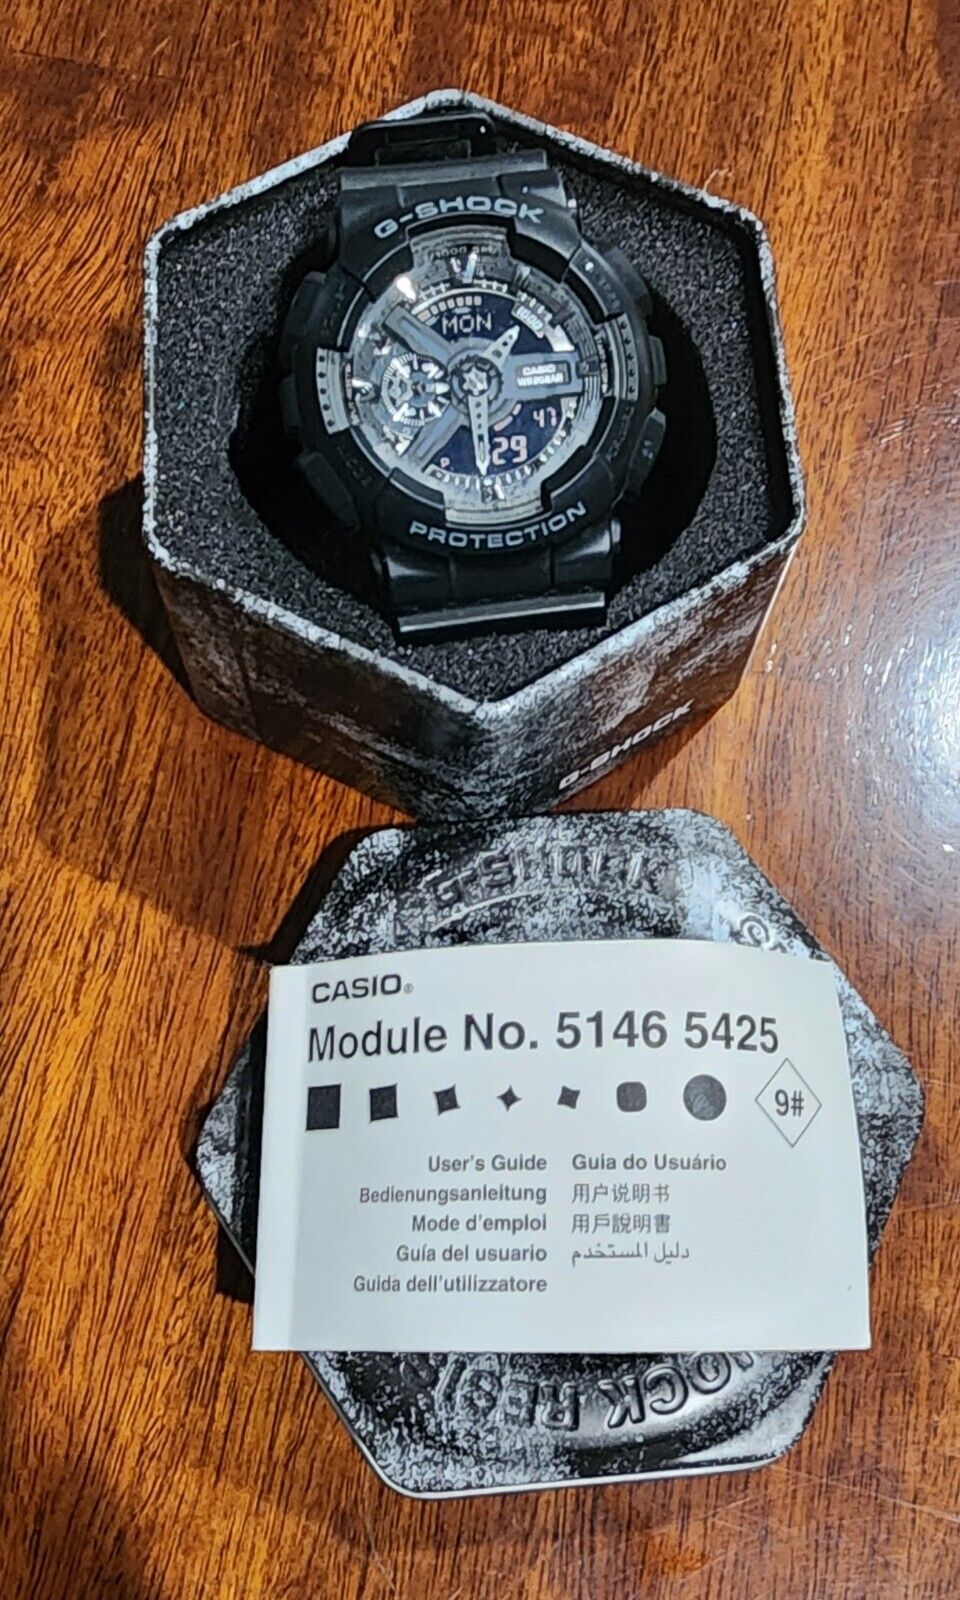 G-SHOCK
MON
1000
CASIO
WR20BAR
47
P
29
PROTECTION
G-SHOCK
G-SHOCK
CASIO®
Module No. 5146 5425
9#
User's Guide Guia do Usuário
Bedienungsanleitung 用户说明书
Mode d'emploi 用戶說明書
Guía del usuario دليل المستخدم
Guida dell'utilizzatore